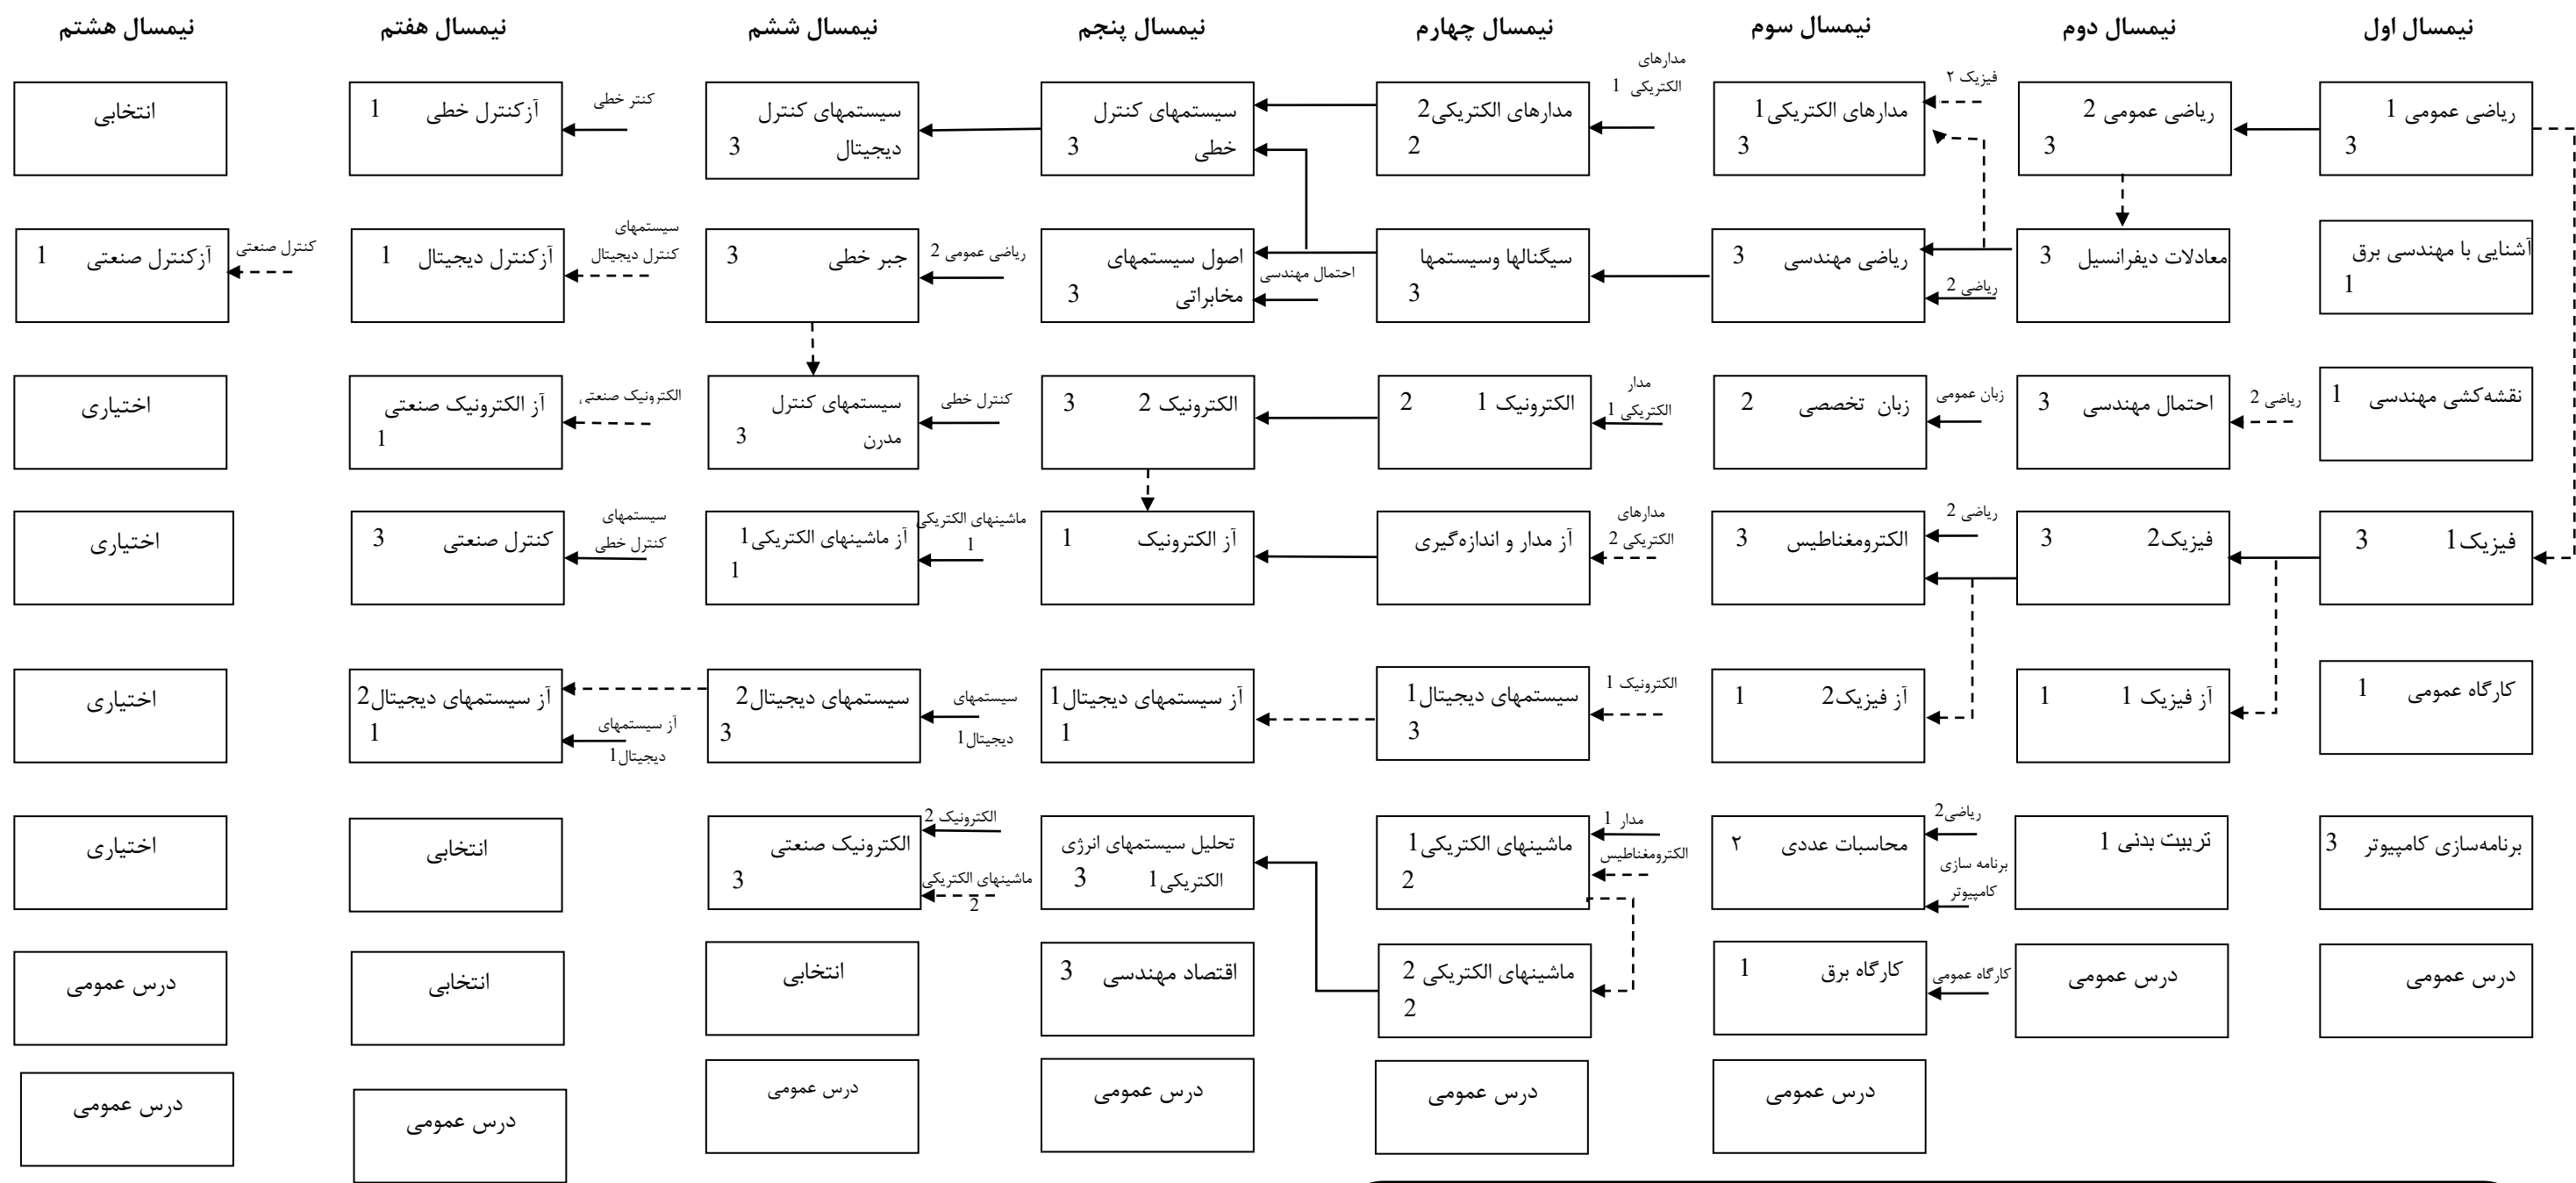 نیمسال اول
نیمسال دوم
نیمسال سوم
نیمسال چهارم
نیمسال پنجم
نیمسال ششم
نیمسال هفتم
نیمسال هشتم
ریاضی عمومی 1
3
ریاضی عمومی 2
3
فیزیک ۲
مدارهای الکتریکی1
3
مدارهای
الکتریکی 1
مدارهای الکتریکی2
2
سیستمهای کنترل
خطی 3
سیستمهای کنترل
دیجیتال 3
کنتر خطی
آزکنترل خطی 1
انتخابی
آشنایی با مهندسی برق
1
معادلات دیفرانسیل 3
ریاضی 2
ریاضی مهندسی 3
سیگنالها وسیستمها
3
احتمال مهندسی
اصول سیستمهای
مخابراتی 3
ریاضی عمومی 2
جبر خطی 3
سیستمهای
کنترل دیجیتال
آزکنترل دیجیتال 1
کنترل صنعتی
آزکنترل صنعتی 1
نقشه‌کشی مهندسی 1
ریاضی 2
احتمال مهندسی 3
زبان عمومی
زبان تخصصی 2
مدار
الکتریکی 1
الکترونیک 1 2
الکترونیک 2 3
کنترل خطی
سیستمهای کنترل
مدرن 3
الکترونیک صنعتی
آز الکترونیک صنعتی
1
اختیاری
فیزیک1 3
فیزیک2 3
ریاضی 2
الکترومغناطیس 3
مدارهای
الکتریکی 2
آز مدار و اندازه‌گیری
آز الکترونیک 1
ماشینهای الکتریکی
1
آز ماشینهای الکتریکی1
1
سیستمهای
کنترل خطی
کنترل صنعتی 3
اختیاری
کارگاه عمومی 1
آز فیزیک 1 1
آز فیزیک2 1
الکترونیک 1
سیستمهای دیجیتال1
3
آز سیستمهای دیجیتال1
1
سیستمهای
دیجیتال1
سیستمهای دیجیتال2
3
آز سیستمهای
دیجیتال1
آز سیستمهای دیجیتال2
1
اختیاری
برنامه‌سازی کامپیوتر 3
تربیت بدنی 1
ریاضی2
برنامه سازی
کامپیوتر
محاسبات عددی ۲
مدار 1
الکترومغناطیس
ماشینهای الکتریکی1
2
تحلیل سیستمهای انرژی
الکتریکی1 3
الکترونیک 2
ماشینهای الکتریکی
2
الکترونیک صنعتی
3
انتخابی
اختیاری
درس عمومی
درس عمومی
کارگاه عمومی
کارگاه برق 1
ماشینهای الکتریکی 2
2
اقتصاد مهندسی 3
انتخابی
انتخابی
درس عمومی
درس عمومی
درس عمومی
درس عمومی
درس عمومی
درس عمومی
درس عمومی